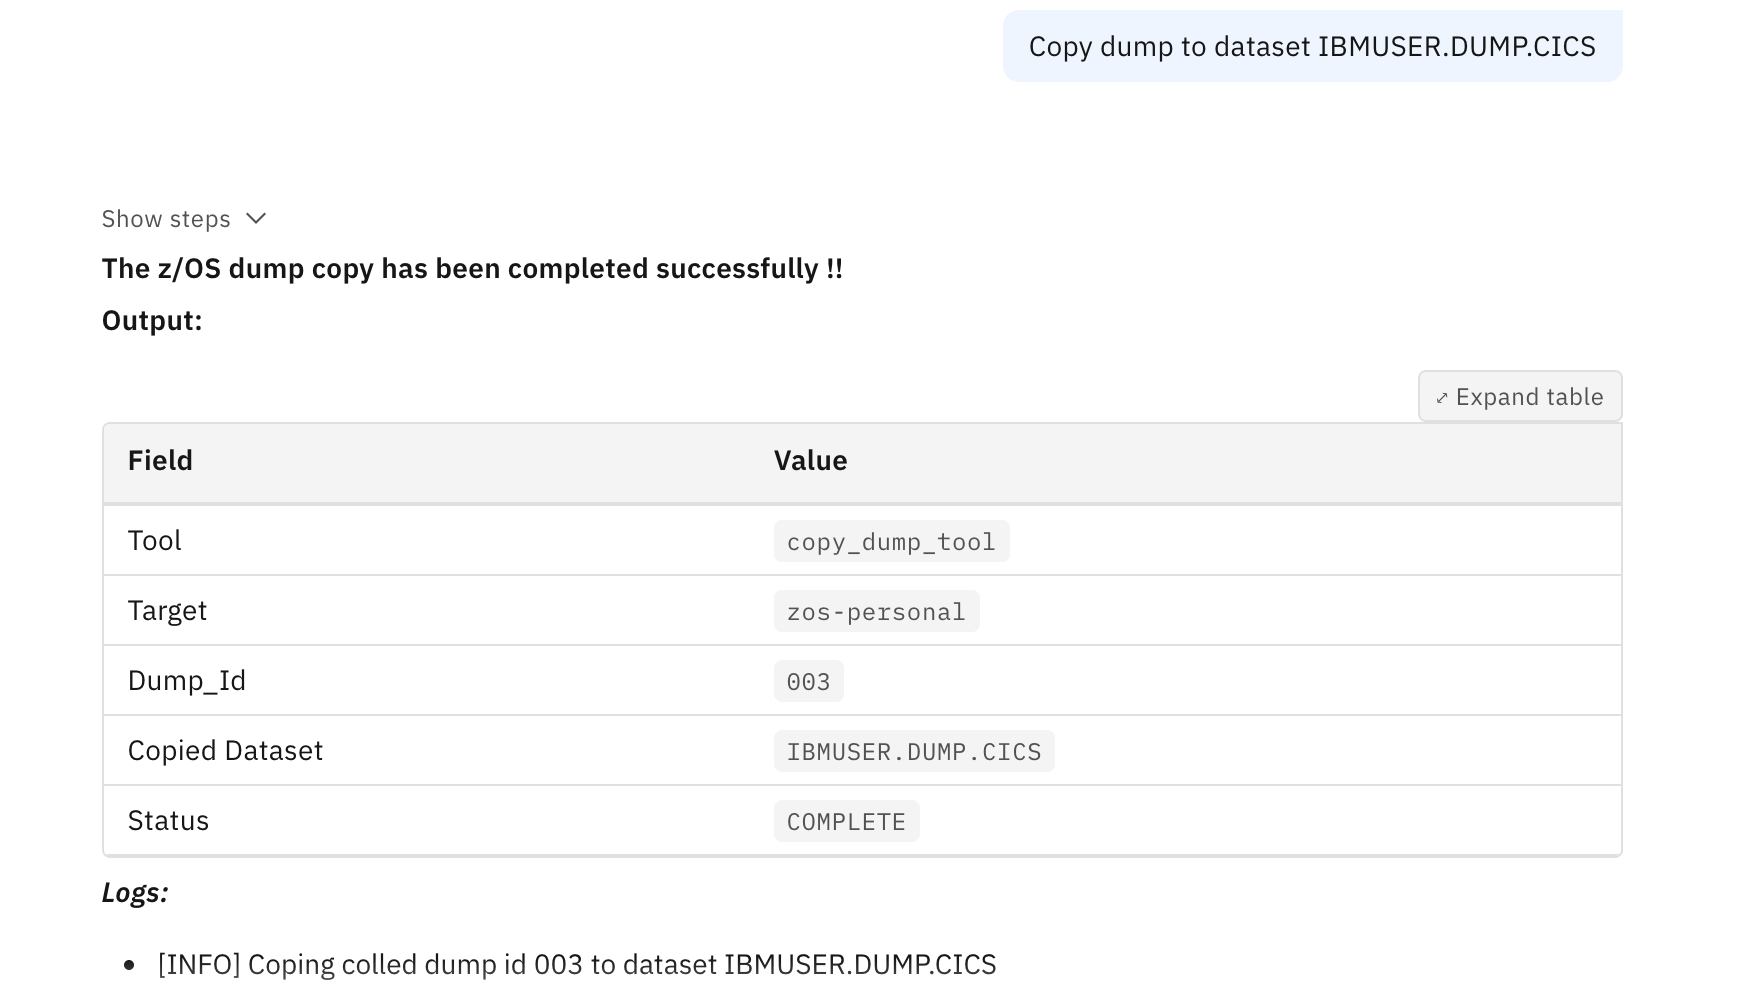 Copy dump to dataset IBMUSER.DUMP.CICS
Show steps
The z/OS dump copy has been completed successfully !!
Output:
Expand table
Field Value
Tool copy_dump_tool
Target zos-personal
Dump_Id 003
Copied Dataset IBMUSER.DUMP.CICS
Status COMPLETE
Logs:
• [INFO] Coping colled dump id 003 to dataset IBMUSER.DUMP.CICS